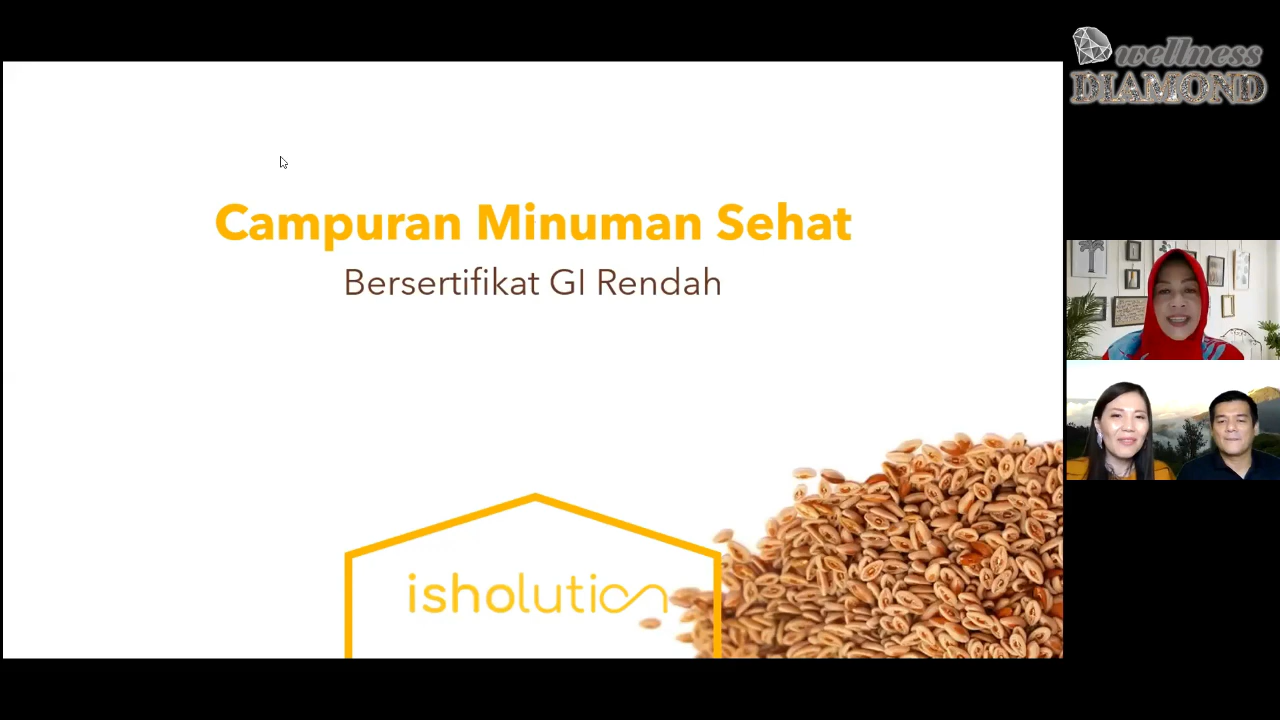 wellness
DIAMOND
Campuran Minuman Sehat
Bersertifikat GI Rendah
isholution